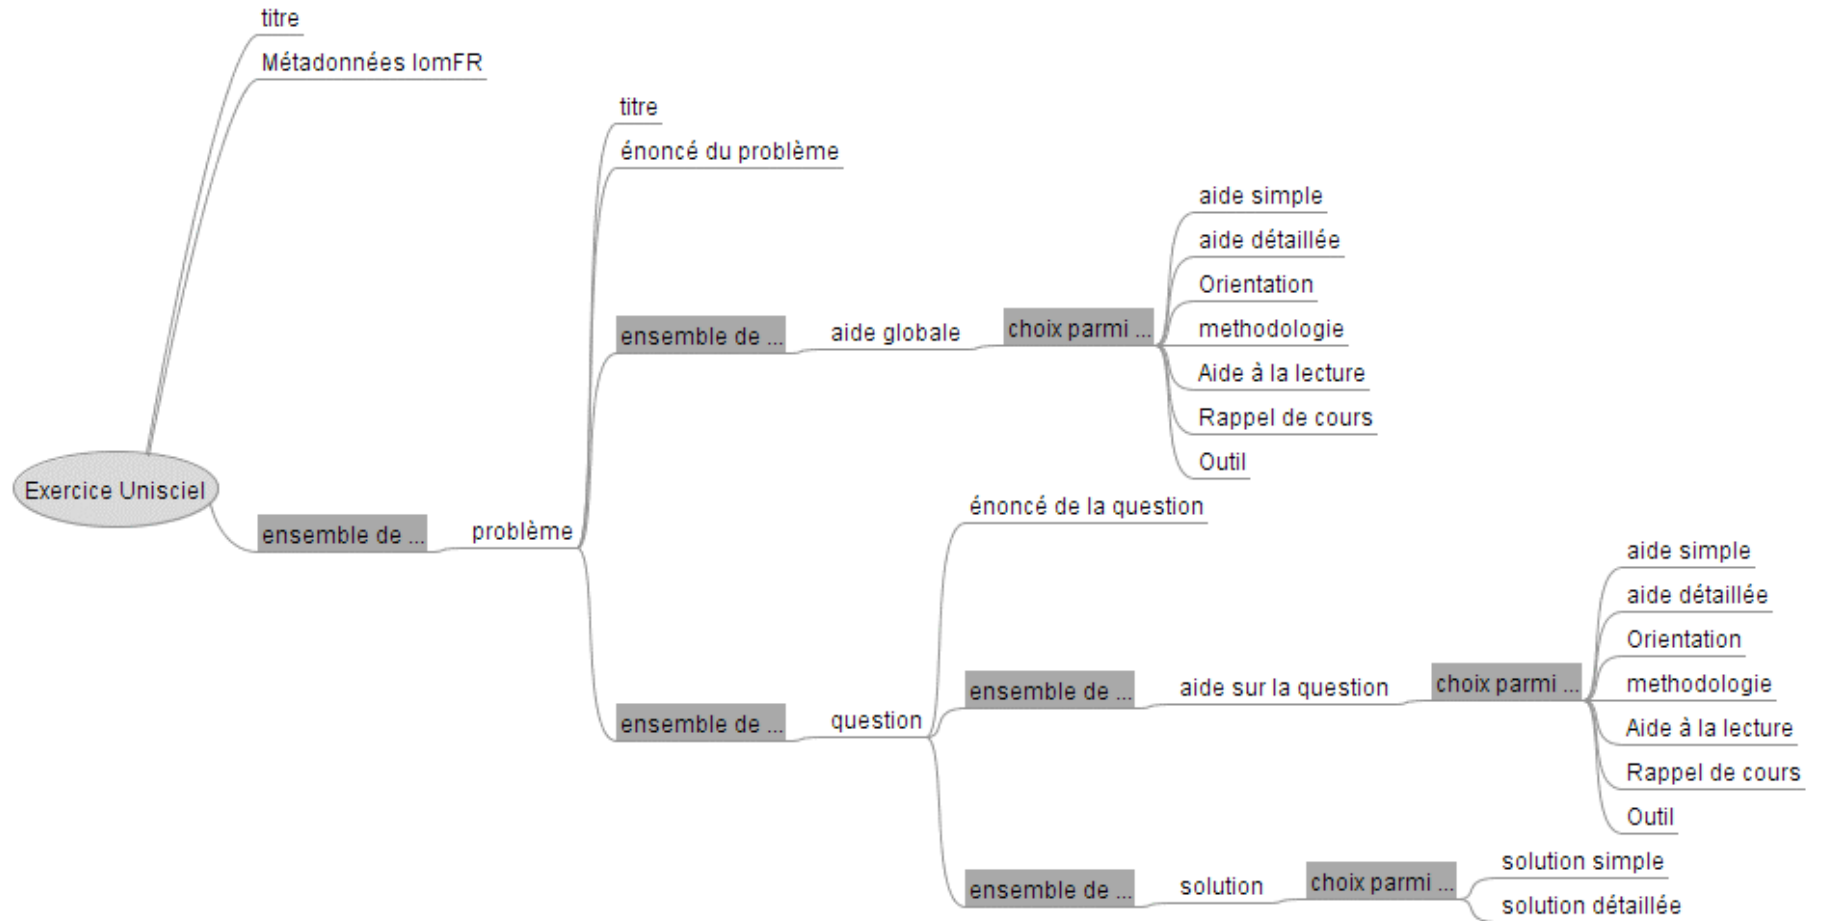 titre
Métadonnées lomFR
titre
énoncé du problème
aide simple
aide détaillée
Orientation
ensemble de ... aide globale choix parmi ... methodologie
Aide à la lecture
Rappel de cours
Outil
Exercice Unisciel
énoncé de la question
ensemble de ... problème
aide simple
aide détaillée
Orientation
ensemble de ... aide sur la question choix parmi ... methodologie
ensemble de ... question
Aide à la lecture
Rappel de cours
Outil
solution simple
ensemble de ... solution choix parmi ...
solution détaillée